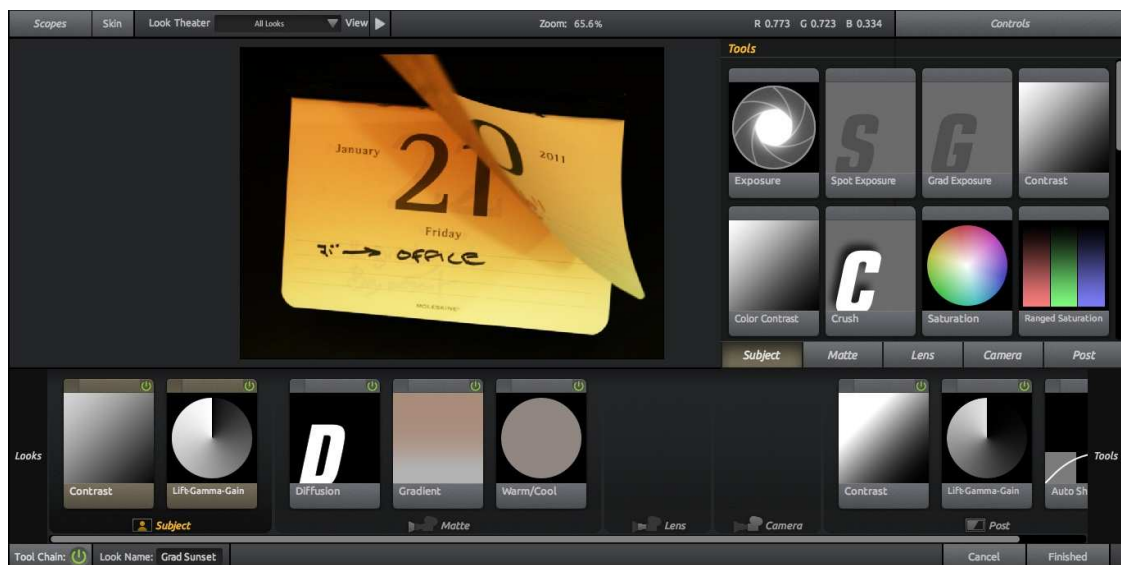 Scopes Skin Look Theater All Looks View Zoom: 65.6% R 0.773 G 0.723 B 0.334 Controls
Tools
January 21 2011
Friday
→ OFFICE
MOLESKINE
Exposure Spot Exposure Grad Exposure Contrast
S G
Color Contrast Crush Saturation Ranged Saturation
C
Subject Matte Lens Camera Post
Looks
D
Contrast Lift-Gamma-Gain Diffusion Gradient Warm/Cool Contrast Lift-Gamma-Gain Auto Sh
Tools
Subject Matte Lens Camera Post
Tool Chain: Look Name: Grad Sunset Cancel Finished